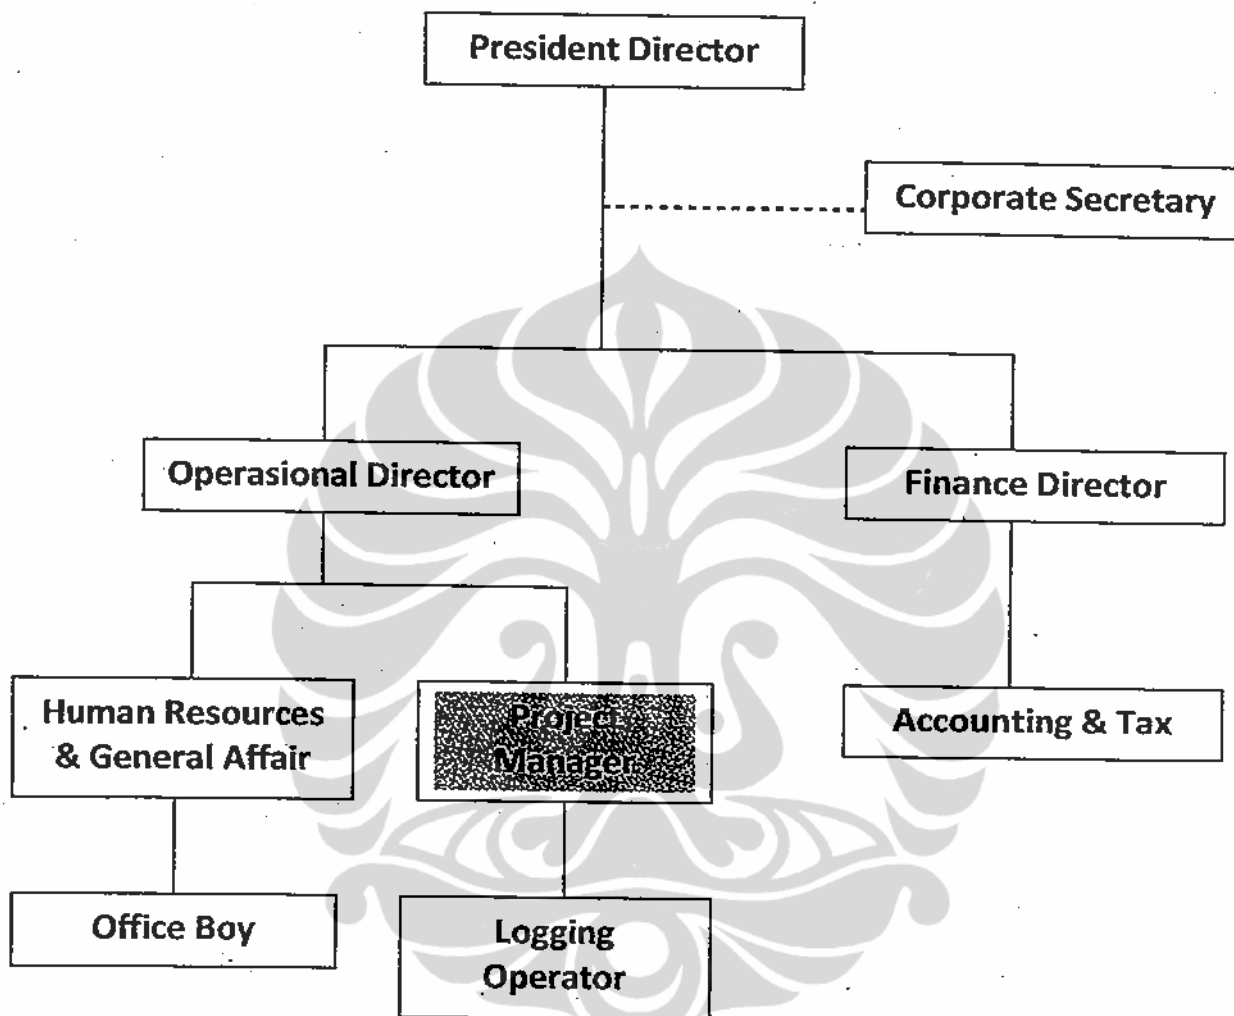 President Director
Corporate Secretary
Operasional Director
Finance Director
Human Resources
& General Affair
Project
Manager
Accounting & Tax
Office Boy
Logging
Operator